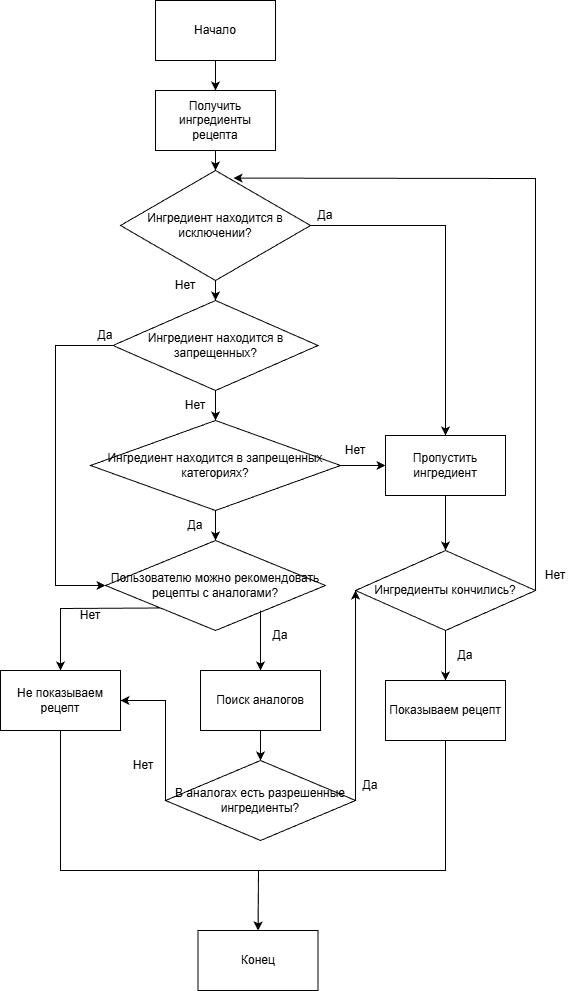 Начало
Получить
ингредиенты
рецепта
Ингредиент находится в
исключении?
Да
Нет
Ингредиент находится в
запрещенных?
Да
Нет
Ингредиент находится в запрещенных
категориях?
Нет
Пропустить
ингредиент
Да
Пользователю можно рекомендовать
рецепты с аналогами?
Ингредиенты кончились?
Нет
Нет
Да
Да
Не показываем
рецепт
Поиск аналогов
Показываем рецепт
Нет
В аналогах есть разрешенные
ингредиенты?
Да
Конец